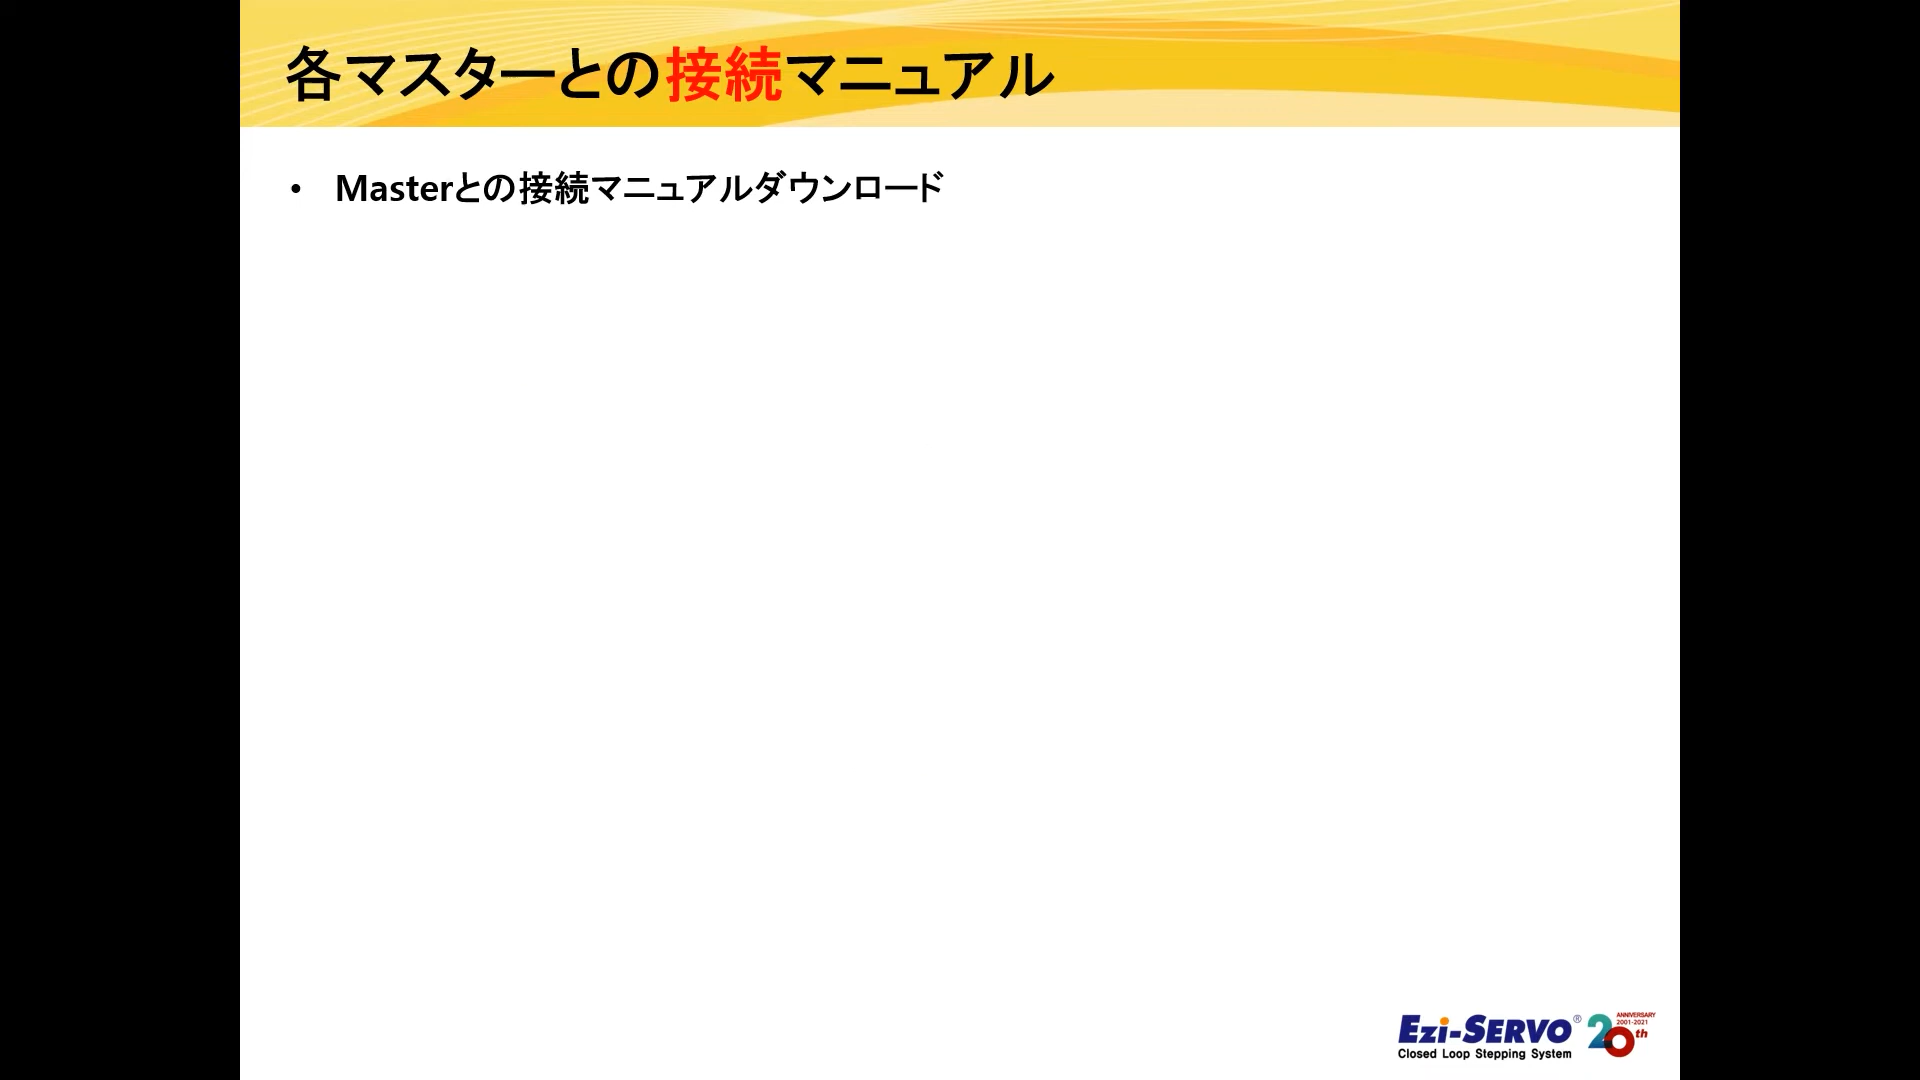 各マスターとの接続マニュアル
• Masterとの接続マニュアルダウンロード
Ezi-SERVO®
Closed Loop Stepping System
20th
ANNIVERSARY
2001-2021